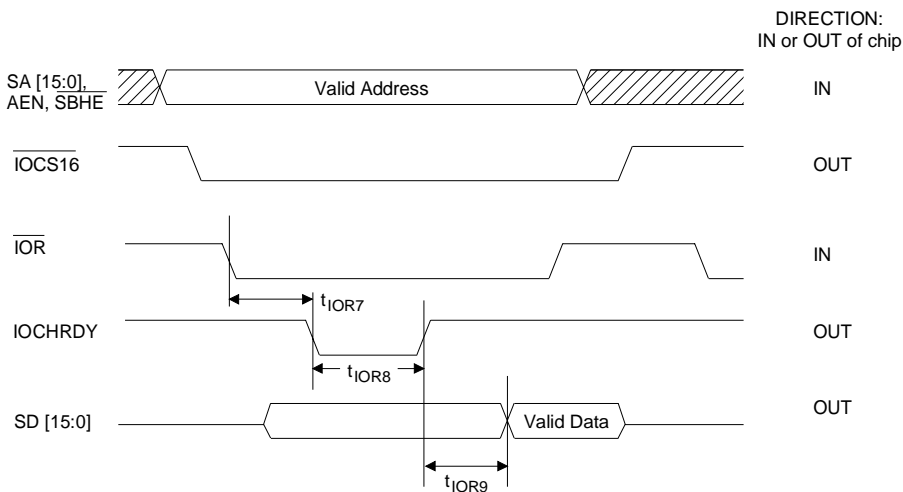 DIRECTION:
IN or OUT of chip
SA [15:0],
AEN, SBHE
Valid Address
IN
IOCS16
OUT
IOR
IN
tIOR7
IOCHRDY
OUT
tIOR8
SD [15:0]
Valid Data
OUT
tIOR9